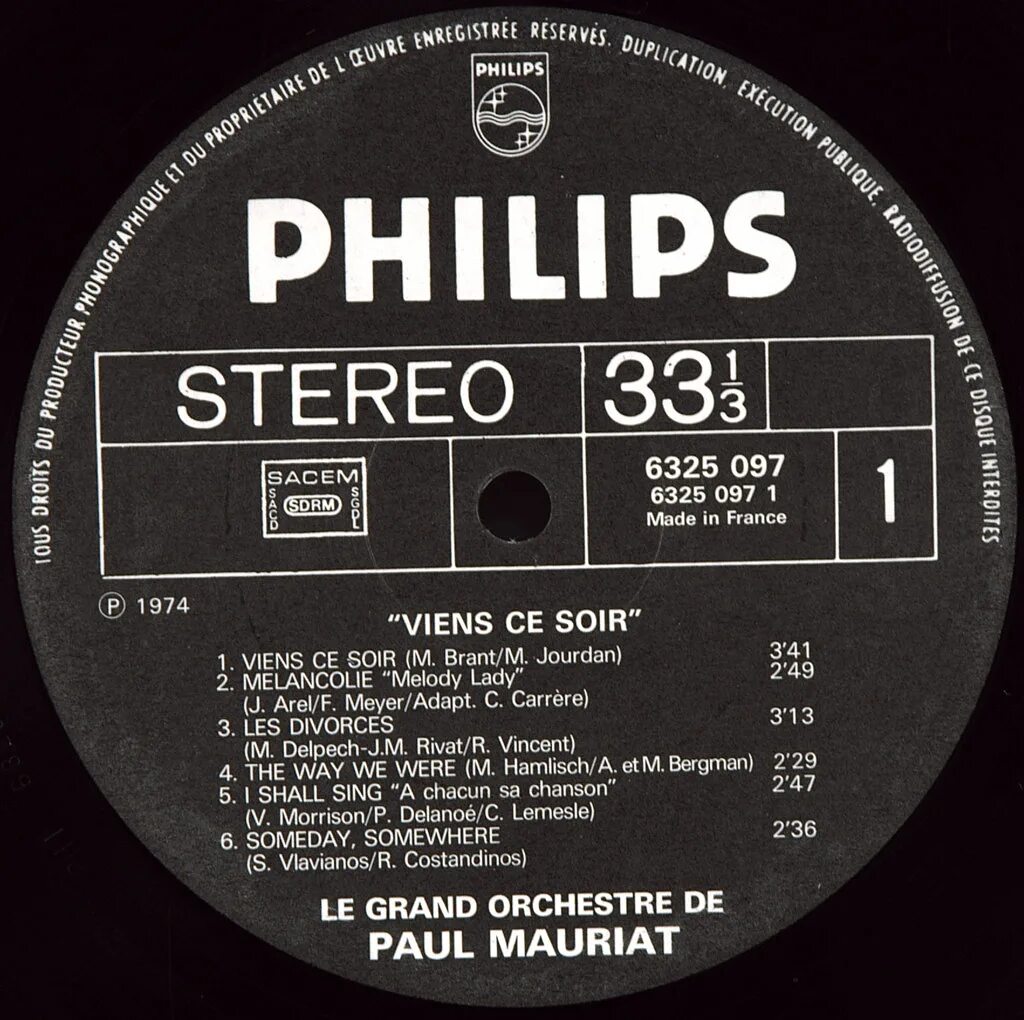 TOUS DROITS DU PRODUCTEUR PHONOGRAPHIQUE ET DU PROPRIÉTAIRE DE L'ŒUVRE ENREGISTRÉE RÉSERVÉS. DUPLICATION, EXÉCUTION PUBLIQUE, RADIODIFFUSION DE CE DISQUE INTERDITES
PHILIPS
PHILIPS
STEREO
33 1/3
SACEM
SACD
SDRM
SGDL
6325 097
6325 097 1
Made in France
1
Ⓟ 1974
"VIENS CE SOIR"
1. VIENS CE SOIR (M. Brant/M. Jourdan) 3'41
2. MELANCOLIE "Melody Lady" 2'49
(J. Arel/F. Meyer/Adapt. C. Carrère)
3. LES DIVORCES 3'13
(M. Delpech-J.M. Rivat/R. Vincent)
4. THE WAY WE WERE (M. Hamlisch/A. et M. Bergman) 2'29
5. I SHALL SING "A chacun sa chanson" 2'47
(V. Morrison/P. Delanoé/C. Lemesle)
6. SOMEDAY, SOMEWHERE 2'36
(S. Vlavianos/R. Costandinos)
LE GRAND ORCHESTRE DE
PAUL MAURIAT